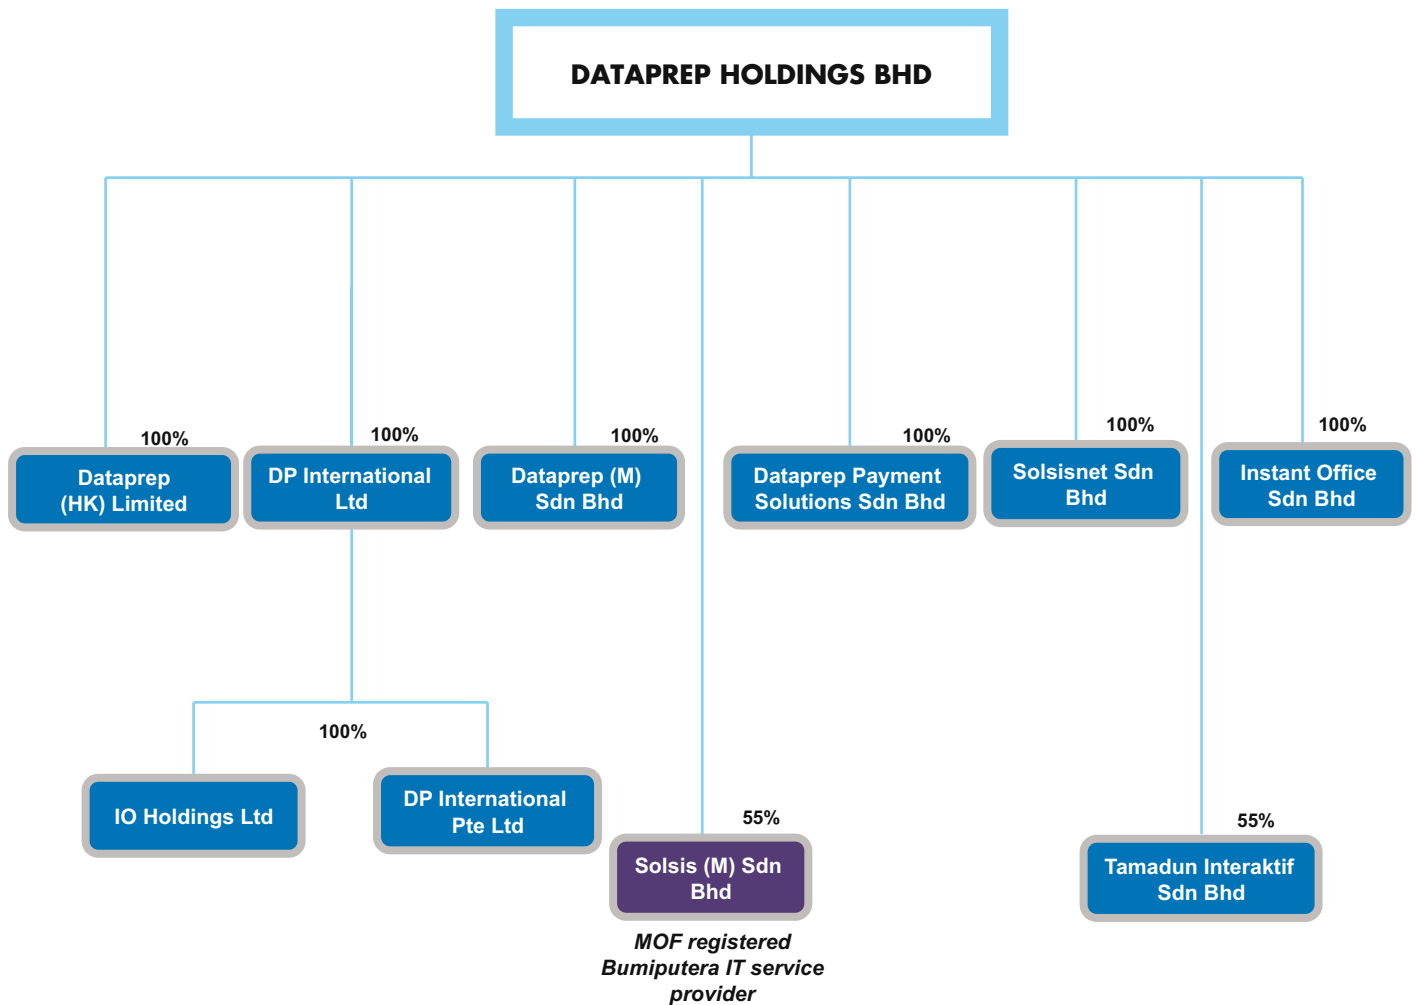 DATAPREP HOLDINGS BHD
100%
Dataprep
(HK) Limited
100%
DP International
Ltd
100%
Dataprep (M)
Sdn Bhd
100%
Dataprep Payment
Solutions Sdn Bhd
100%
Solsisnet Sdn
Bhd
100%
Instant Office
Sdn Bhd
100%
IO Holdings Ltd
DP International
Pte Ltd
55%
Solsis (M) Sdn
Bhd
MOF registered
Bumiputera IT service
provider
55%
Tamadun Interaktif
Sdn Bhd